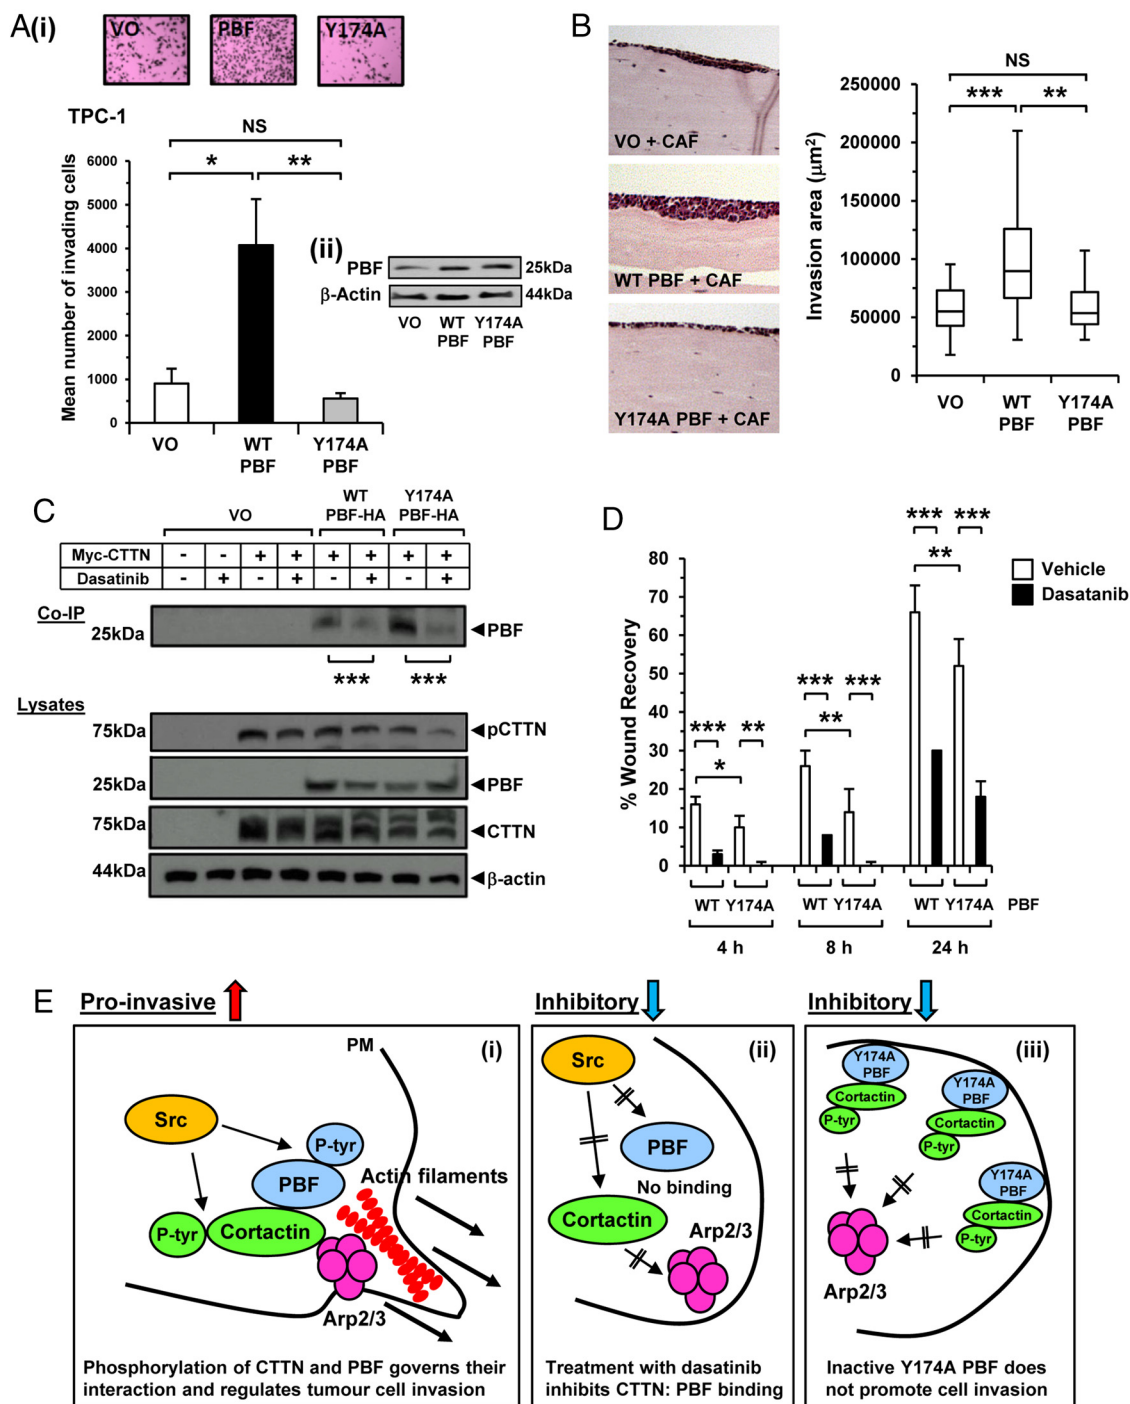 A(i)
VO
PBF
Y174A
TPC-1
NS
* **
Mean number of invading cells
6000
5000
4000
3000
2000
1000
0
VO
WT
PBF
Y174A
PBF
(ii)
PBF
25kDa
β-Actin
44kDa
VO
WT
PBF
Y174A
PBF
B
VO + CAF
WT PBF + CAF
Y174A PBF + CAF
NS
*** **
Invasion area (μm²)
250000
200000
150000
100000
50000
0
VO
WT
PBF
Y174A
PBF
C
VO
WT
PBF-HA
Y174A
PBF-HA
Myc-CTTN - - + + + + + +
Dasatinib - + - + - + - +
Co-IP
25kDa
PBF
*** ***
Lysates
75kDa
pCTTN
25kDa
PBF
75kDa
CTTN
44kDa
β-actin
D
% Wound Recovery
80
70
60
50
40
30
20
10
0
*** **
*
*** ***
**
*** ***
**
Vehicle
Dasatanib
WT Y174A WT Y174A WT Y174A PBF
4 h 8 h 24 h
E
Pro-invasive
(i)
PM
Src
P-tyr
PBF
Actin filaments
P-tyr
Cortactin
Arp2/3
Phosphorylation of CTTN and PBF governs their
interaction and regulates tumour cell invasion
Inhibitory
(ii)
Src
PBF
No binding
Cortactin
Arp2/3
Treatment with dasatinib
inhibits CTTN: PBF binding
Inhibitory
(iii)
Y174A
PBF
Cortactin
P-tyr
Y174A
PBF
Cortactin
P-tyr
Y174A
PBF
Cortactin
P-tyr
Arp2/3
Inactive Y174A PBF does
not promote cell invasion